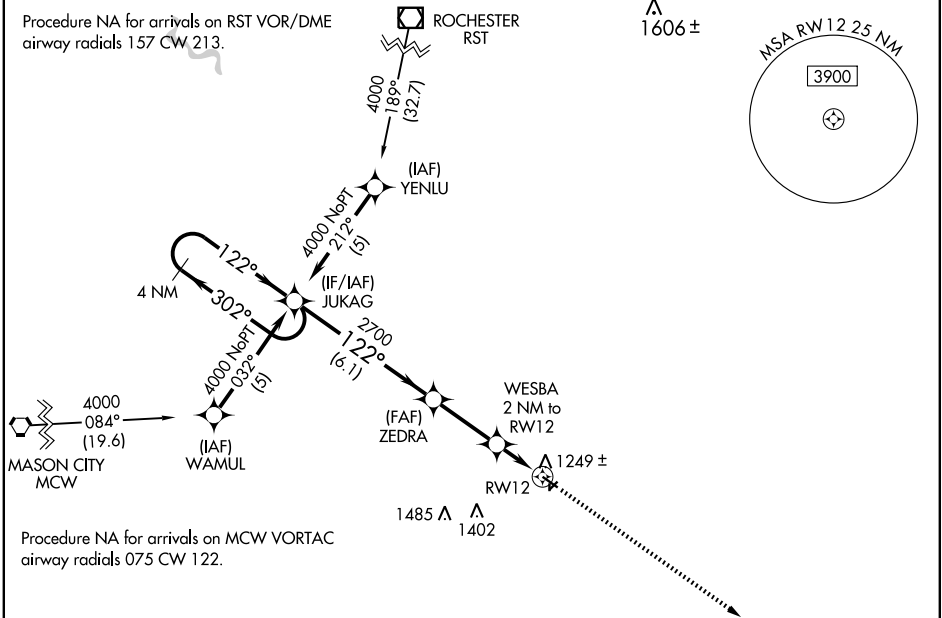 Procedure NA for arrivals on RST VOR/DME
airway radials 157 CW 213.
ROCHESTER
RST
1606 ±
MSA RW12 25 NM
3900
4000
189°
(32.7)
(IAF)
YENLU
4000 NoPT
212°
(5)
122°
4 NM
302°
(IF/IAF)
JUKAG
2700
122°
(6.1)
4000 NoPT
032°
(5)
4000
084°
(19.6)
MASON CITY
MCW
(IAF)
WAMUL
(FAF)
ZEDRA
WESBA
2 NM to
RW12
1249 ±
RW12
1485
1402
Procedure NA for arrivals on MCW VORTAC
airway radials 075 CW 122.